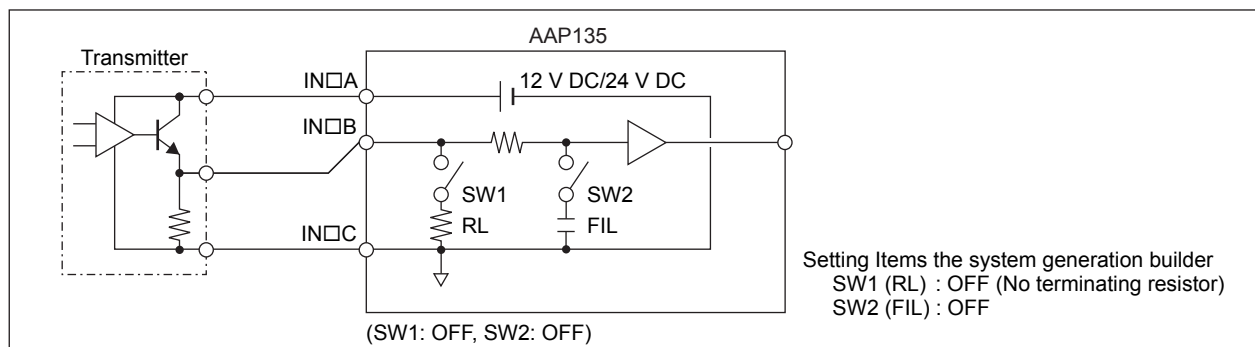 AAP135
Transmitter
IN□A
12 V DC/24 V DC
IN□B
SW1
SW2
RL
FIL
IN□C
Setting Items the system generation builder
SW1 (RL) : OFF (No terminating resistor)
SW2 (FIL) : OFF
(SW1: OFF, SW2: OFF)